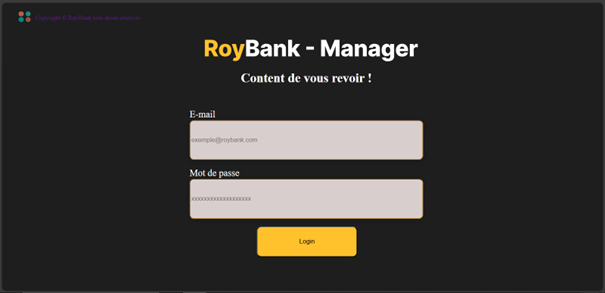 Copyright © RoyBank tous droits réservés
RoyBank - Manager
Content de vous revoir !
E-mail
exemple@roybank.com
Mot de passe
xxxxxxxxxxxxxxxxxxx
Login